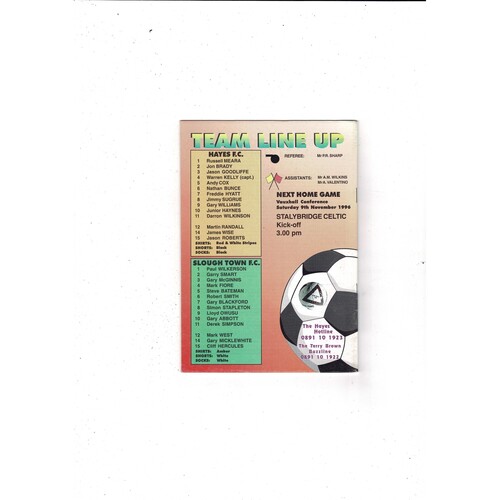 TEAM LINE UP
HAYES F.C.
1 Russell MEARA
2 Jon BRADY
3 Jason GOODLIFFE
4 Warren KELLY (capt.)
5 Andy COX
6 Nathan BUNCE
7 Freddie HYATT
8 Jimmy SUGRUE
9 Gary WILLIAMS
10 Junior HAYNES
11 Darron WILKINSON
12 Martin RANDALL
14 James WISE
15 Jason ROBERTS
SHIRTS: Red & White Stripes
SHORTS: Black
SOCKS: Black
SLOUGH TOWN F.C.
1 Paul WILKERSON
2 Garry SMART
3 Gary McGINNIS
4 Mark FIORE
5 Steve BATEMAN
6 Robert SMITH
7 Gary BLACKFORD
8 Simon STAPLETON
9 Lloyd OWUSU
10 Gary ABBOTT
11 Derek SIMPSON
12 Mark WEST
14 Gary MICKLEWHITE
15 Cliff HERCULES
SHIRTS: Amber
SHORTS: White
SOCKS: White
REFEREE: Mr P.R. SHARP
ASSISTANTS: Mr A.M. WILKINS
Mr G. VALENTINO
NEXT HOME GAME
Vauxhall Conference
Saturday 9th November 1996
STALYBRIDGE CELTIC
Kick-off
3.00 pm
The Hayes
Hotline
0891 10 1923
The Terry Brown
Buzzline
0891 10 1922